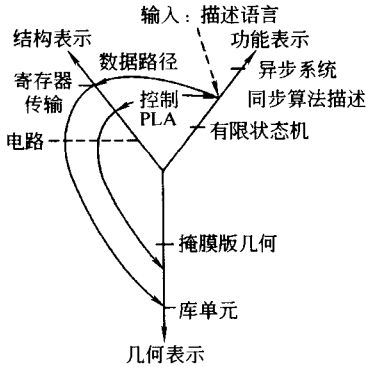 输入：描述语言
结构表示
功能表示
数据路径
异步系统
寄存器
传输
控制
PLA
同步算法描述
有限状态机
电路
掩膜版几何
库单元
几何表示